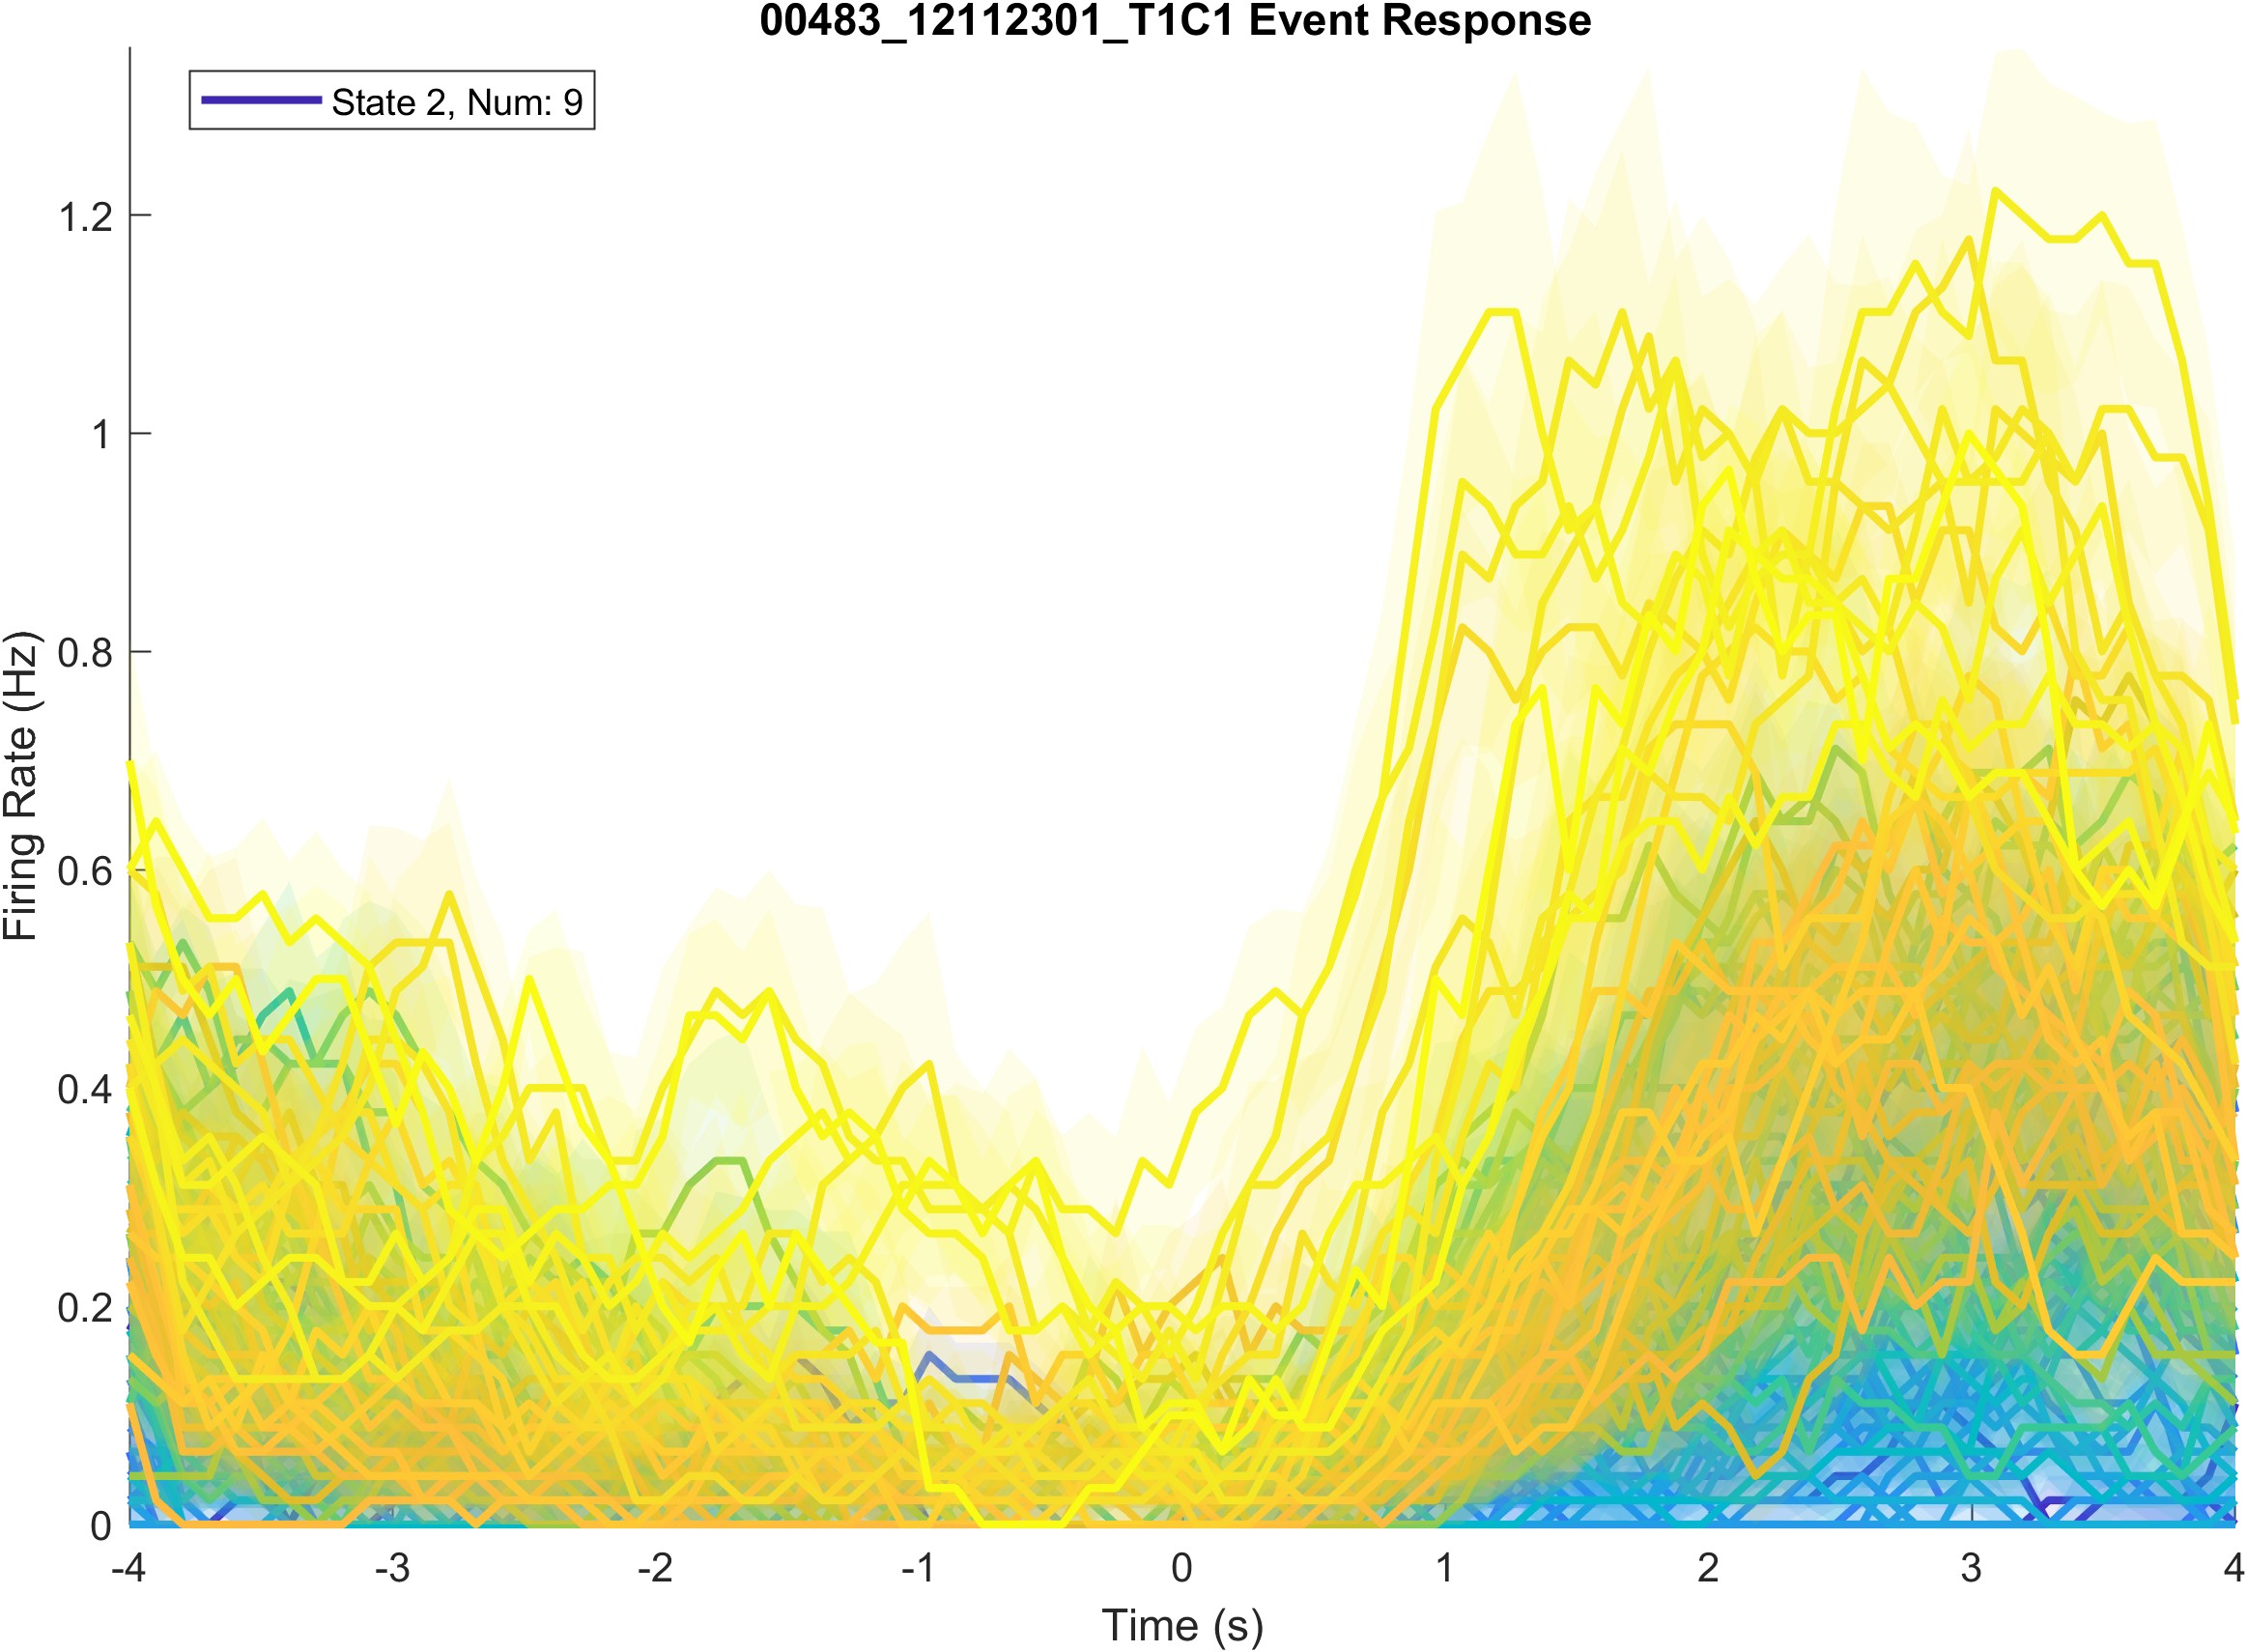 00483_12112301_T1C1 Event Response
State 2, Num: 9
1.2
1
0.8
0.6
0.4
0.2
0
Firing Rate (Hz)
-4 -3 -2 -1 0 1 2 3 4
Time (s)